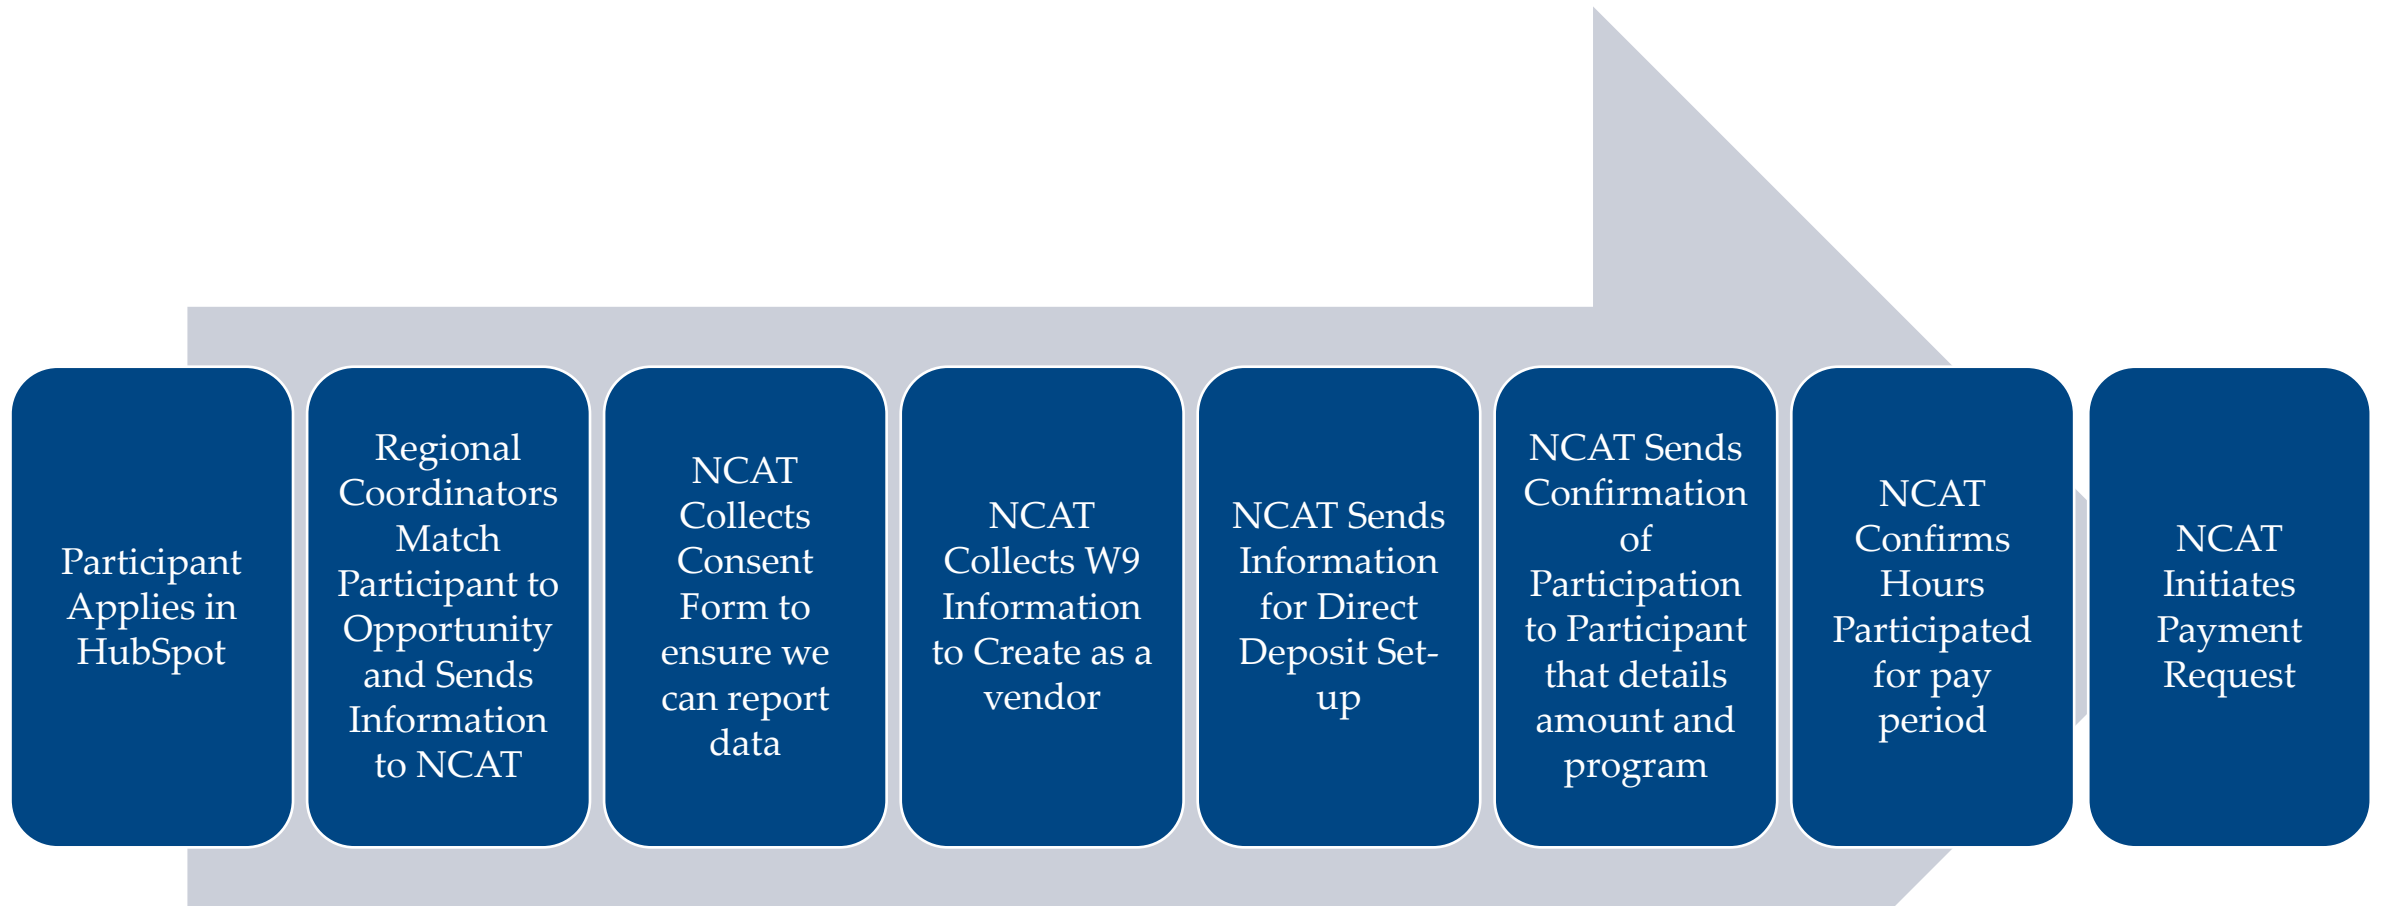 Participant
Applies in
HubSpot
Regional
Coordinators
Match
Participant to
Opportunity
and Sends
Information
to NCAT
NCAT
Collects
Consent
Form to
ensure we
can report
data
NCAT
Collects W9
Information
to Create as a
vendor
NCAT Sends
Information
for Direct
Deposit Set-
up
NCAT Sends
Confirmation
of
Participation
to Participant
that details
amount and
program
NCAT
Confirms
Hours
Participated
for pay
period
NCAT
Initiates
Payment
Request